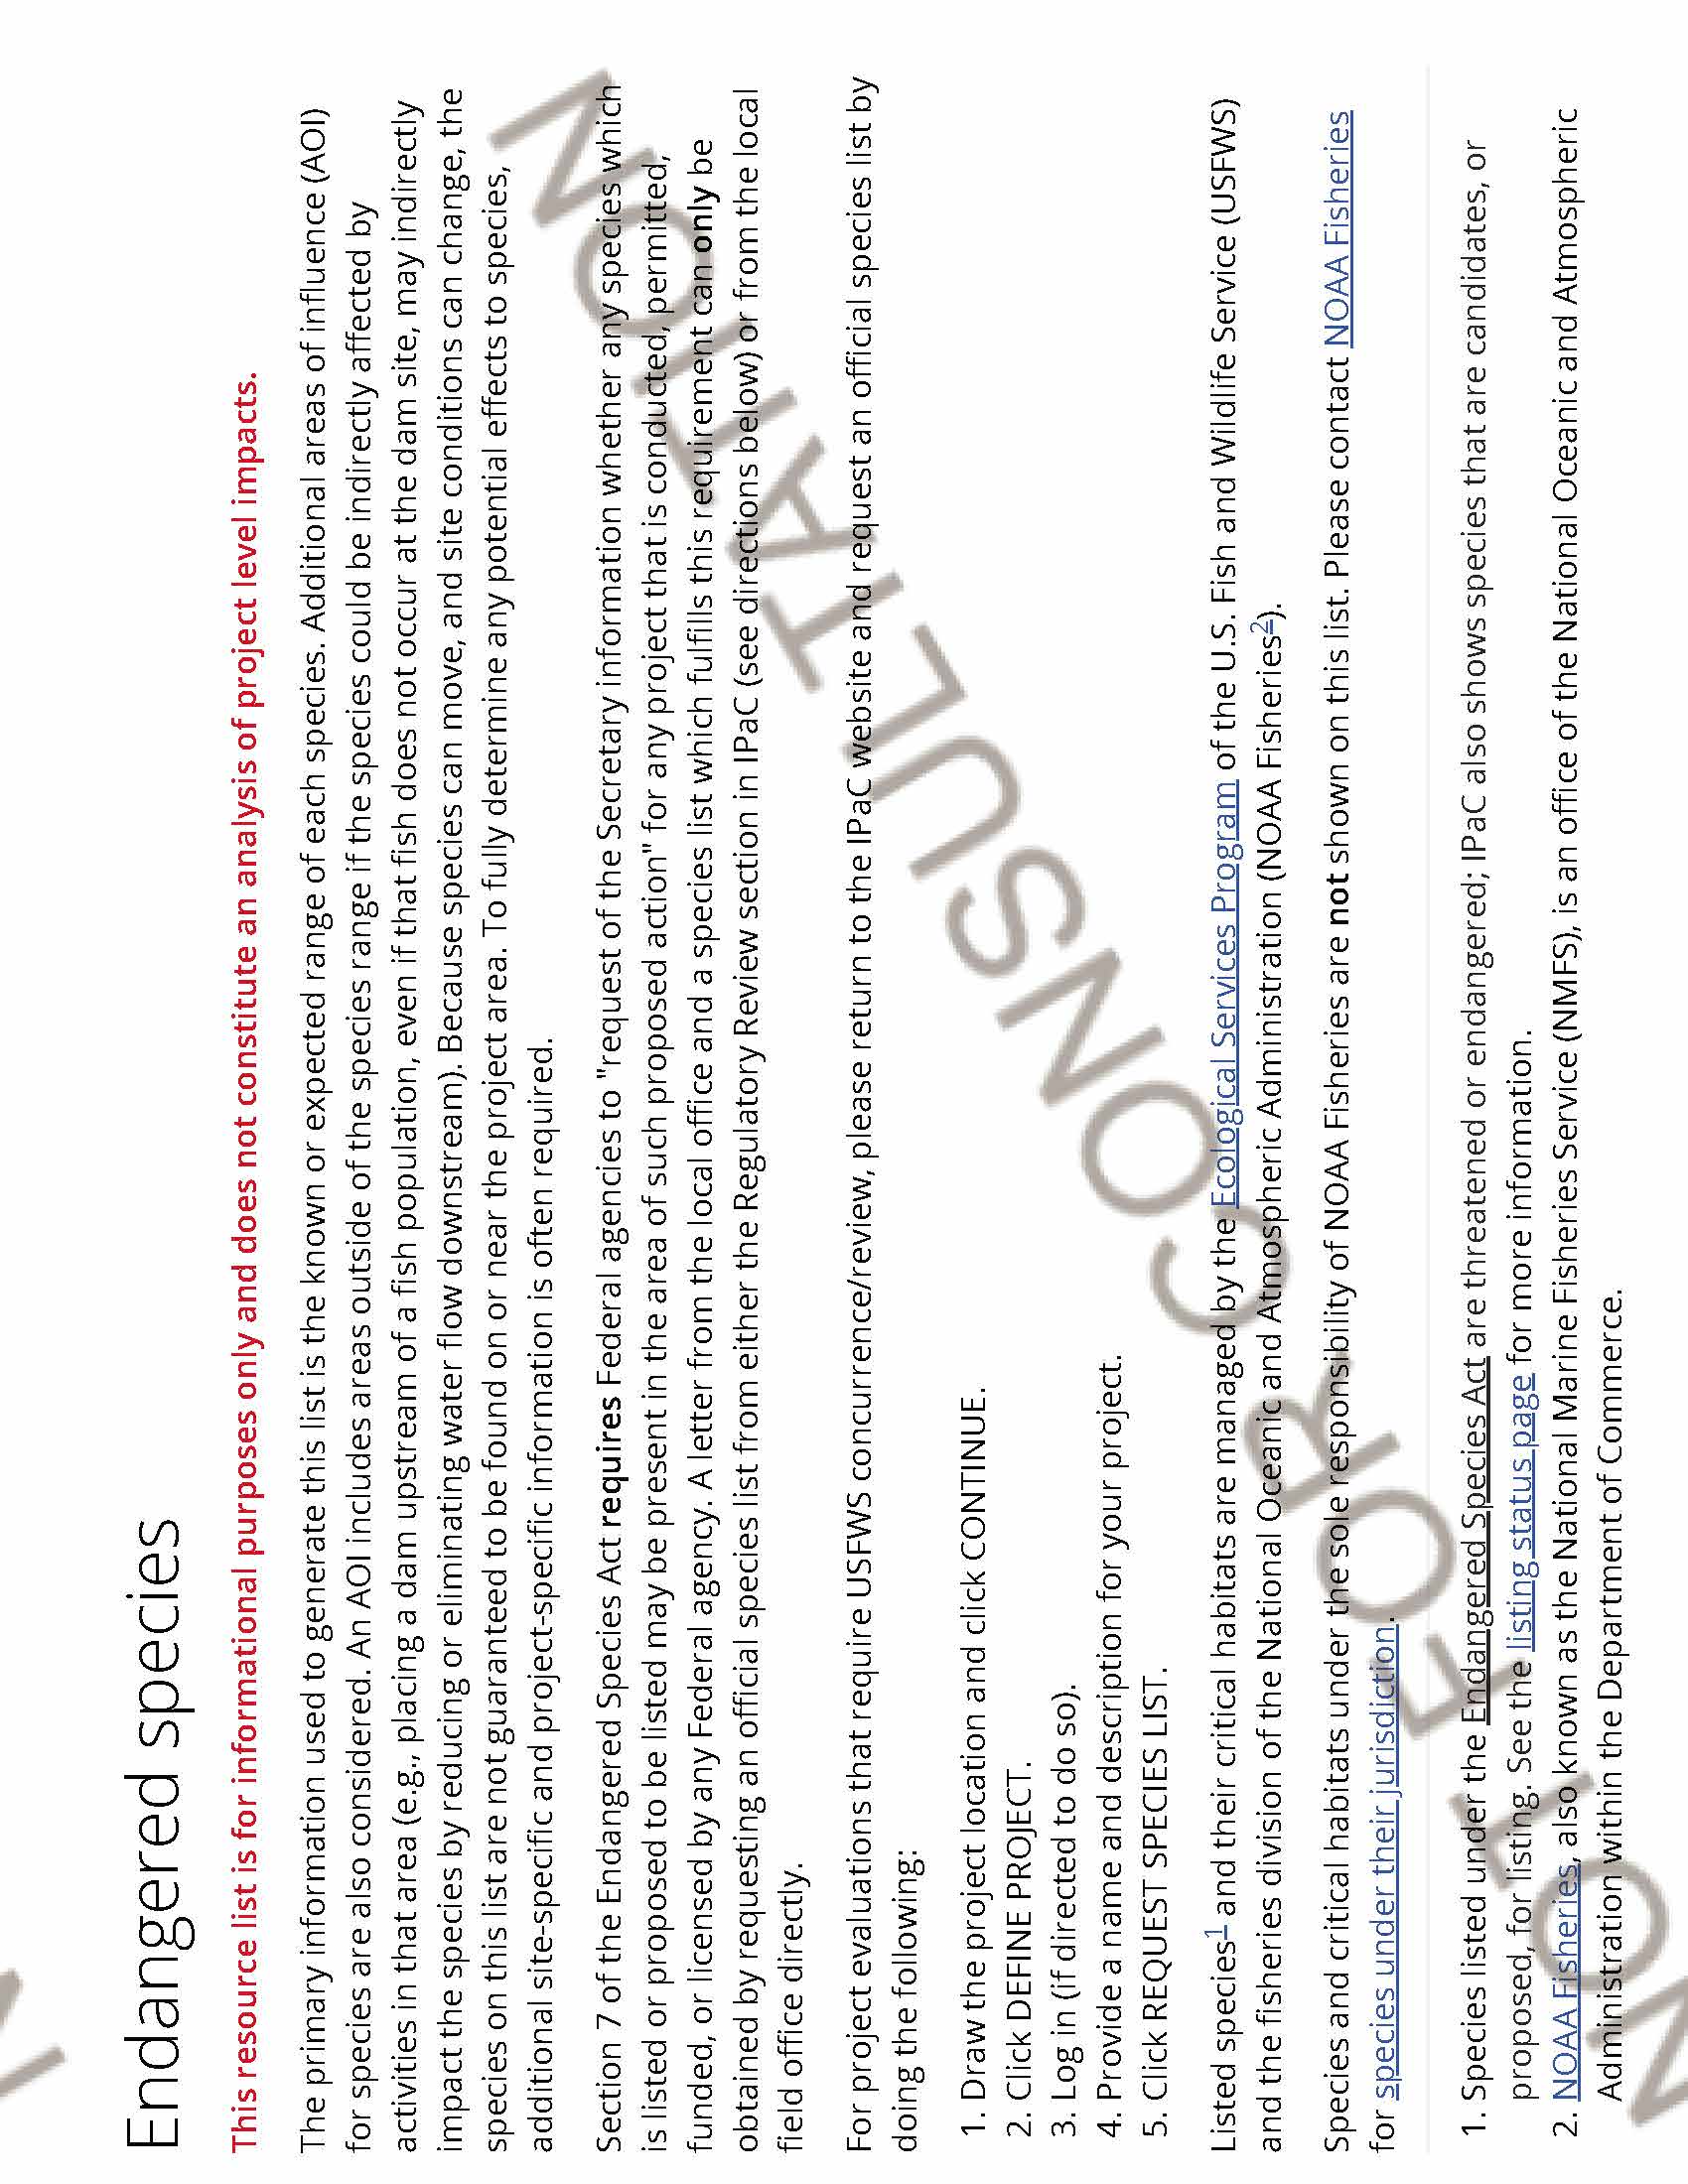 Endangered species
This resource list is for informational purposes only and does not constitute an analysis of project level impacts.
The primary information used to generate this list is the known or expected range of each species. Additional areas of influence (AOI)
for species are also considered. An AOI includes areas outside of the species range if the species could be indirectly affected by
activities in that area (e.g., placing a dam upstream of a fish population, even if that fish does not occur at the dam site, may indirectly
impact the species by reducing or eliminating water flow downstream). Because species can move, and site conditions can change, the
species on this list are not guaranteed to be found on or near the project area. To fully determine any potential effects to species,
additional site-specific and project-specific information is often required.
Section 7 of the Endangered Species Act requires Federal agencies to "request of the Secretary information whether any species which
is listed or proposed to be listed may be present in the area of such proposed action" for any project that is conducted, permitted,
funded, or licensed by any Federal agency. A letter from the local office and a species list which fulfills this requirement can only be
obtained by requesting an official species list from either the Regulatory Review section in IPaC (see directions below) or from the local
field office directly.
For project evaluations that require USFWS concurrence/review, please return to the IPaC website and request an official species list by
doing the following:
1. Draw the project location and click CONTINUE.
2. Click DEFINE PROJECT.
3. Log in (if directed to do so).
4. Provide a name and description for your project.
5. Click REQUEST SPECIES LIST.
Listed species1 and their critical habitats are managed by the Ecological Services Program of the U.S. Fish and Wildlife Service (USFWS)
and the fisheries division of the National Oceanic and Atmospheric Administration (NOAA Fisheries2).
Species and critical habitats under the sole responsibility of NOAA Fisheries are not shown on this list. Please contact NOAA Fisheries
for species under their jurisdiction.
1. Species listed under the Endangered Species Act are threatened or endangered; IPaC also shows species that are candidates, or
proposed, for listing. See the listing status page for more information.
2. NOAA Fisheries, also known as the National Marine Fisheries Service (NMFS), is an office of the National Oceanic and Atmospheric
Administration within the Department of Commerce.
NOT FOR CONSULTATION